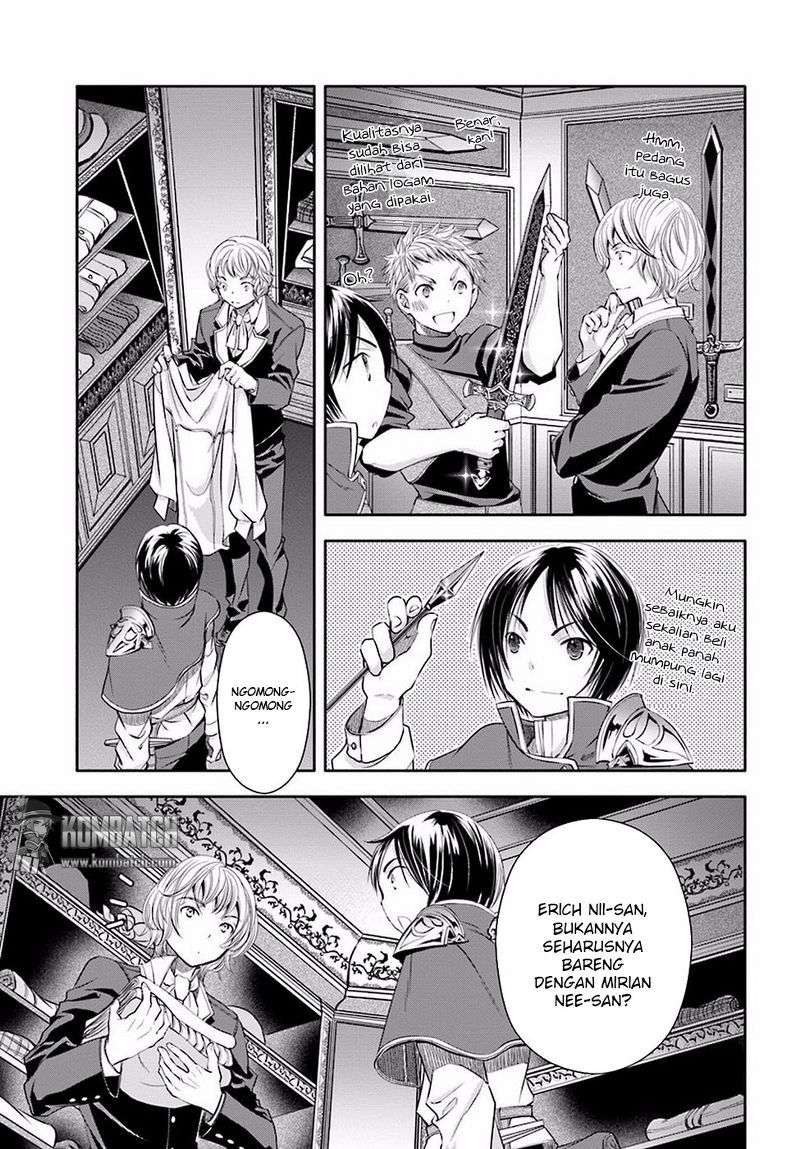 Hmm,
pedang
itu bagus
juga.
Benar,
kan!
Kualitasnya
sudah bisa
dilihat dari
bahan logam
yang dipakai.
Oh?
Mungkin
sebaiknya aku
sekalian beli
anak panah
mumpung lagi
di sini.
NGOMONG-
NGOMONG
...
ERICH NII-SAN,
BUKANNYA
SEHARUSNYA
BARENG
DENGAN MIRIAN
NEE-SAN?
KOMBATCH
www.kombatch.com